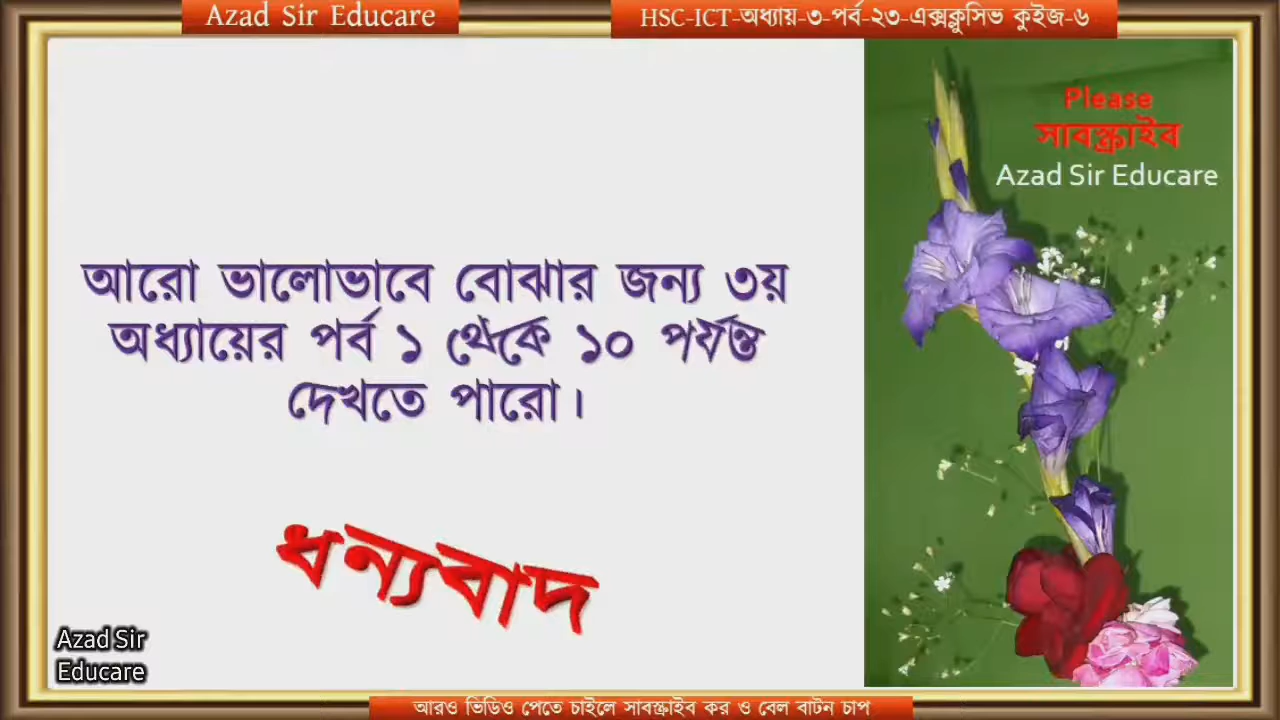 Azad Sir Educare
HSC-ICT-অধ্যায়-৩-পর্ব-২৩-এক্সক্লুসিভ কুইজ-৬
Please
সাবস্ক্রাইব
Azad Sir Educare
আরো ভালোভাবে বোঝার জন্য ৩য়
অধ্যায়ের পর্ব ১ থেকে ১০ পর্যন্ত
দেখতে পারো।
ধন্যবাদ
Azad Sir
Educare
আরও ভিডিও পেতে চাইলে সাবস্ক্রাইব কর ও বেল বাটন চাপ